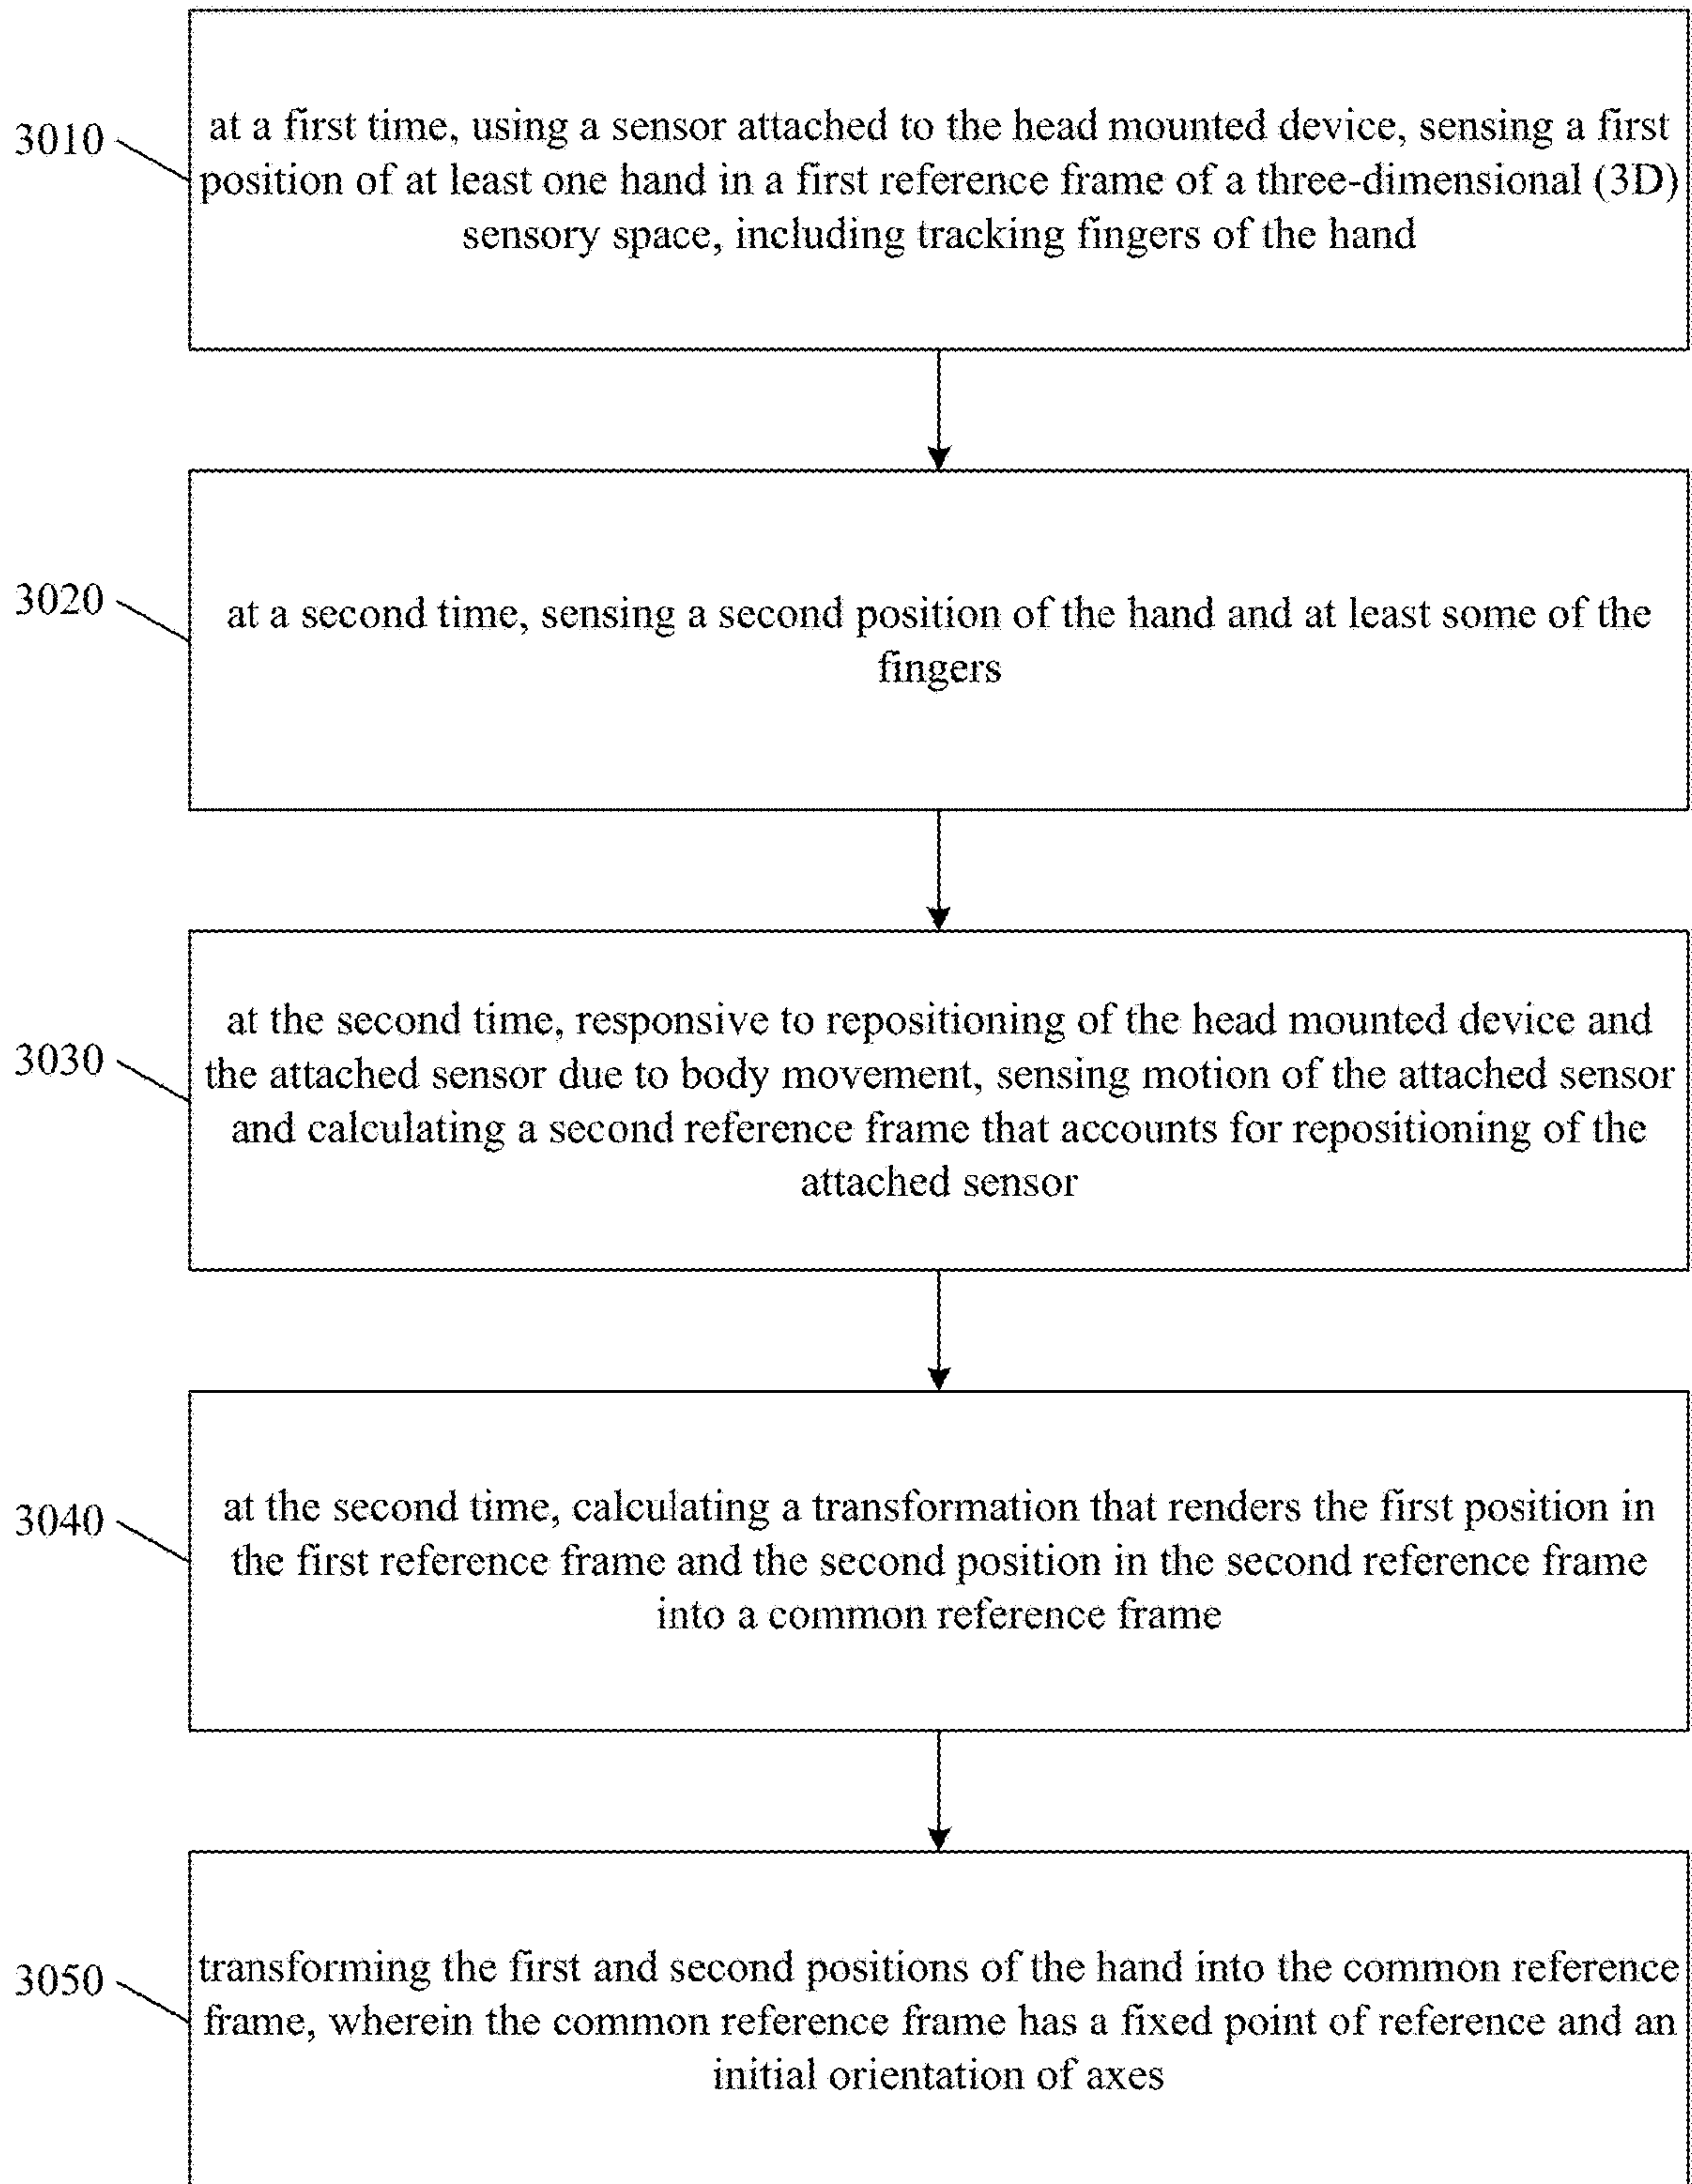 3010
at a first time, using a sensor attached to the head mounted device, sensing a first
position of at least one hand in a first reference frame of a three-dimensional (3D)
sensory space, including tracking fingers of the hand
3020
at a second time, sensing a second position of the hand and at least some of the
fingers
3030
at the second time, responsive to repositioning of the head mounted device and
the attached sensor due to body movement, sensing motion of the attached sensor
and calculating a second reference frame that accounts for repositioning of the
attached sensor
3040
at the second time, calculating a transformation that renders the first position in
the first reference frame and the second position in the second reference frame
into a common reference frame
3050
transforming the first and second positions of the hand into the common reference
frame, wherein the common reference frame has a fixed point of reference and an
initial orientation of axes